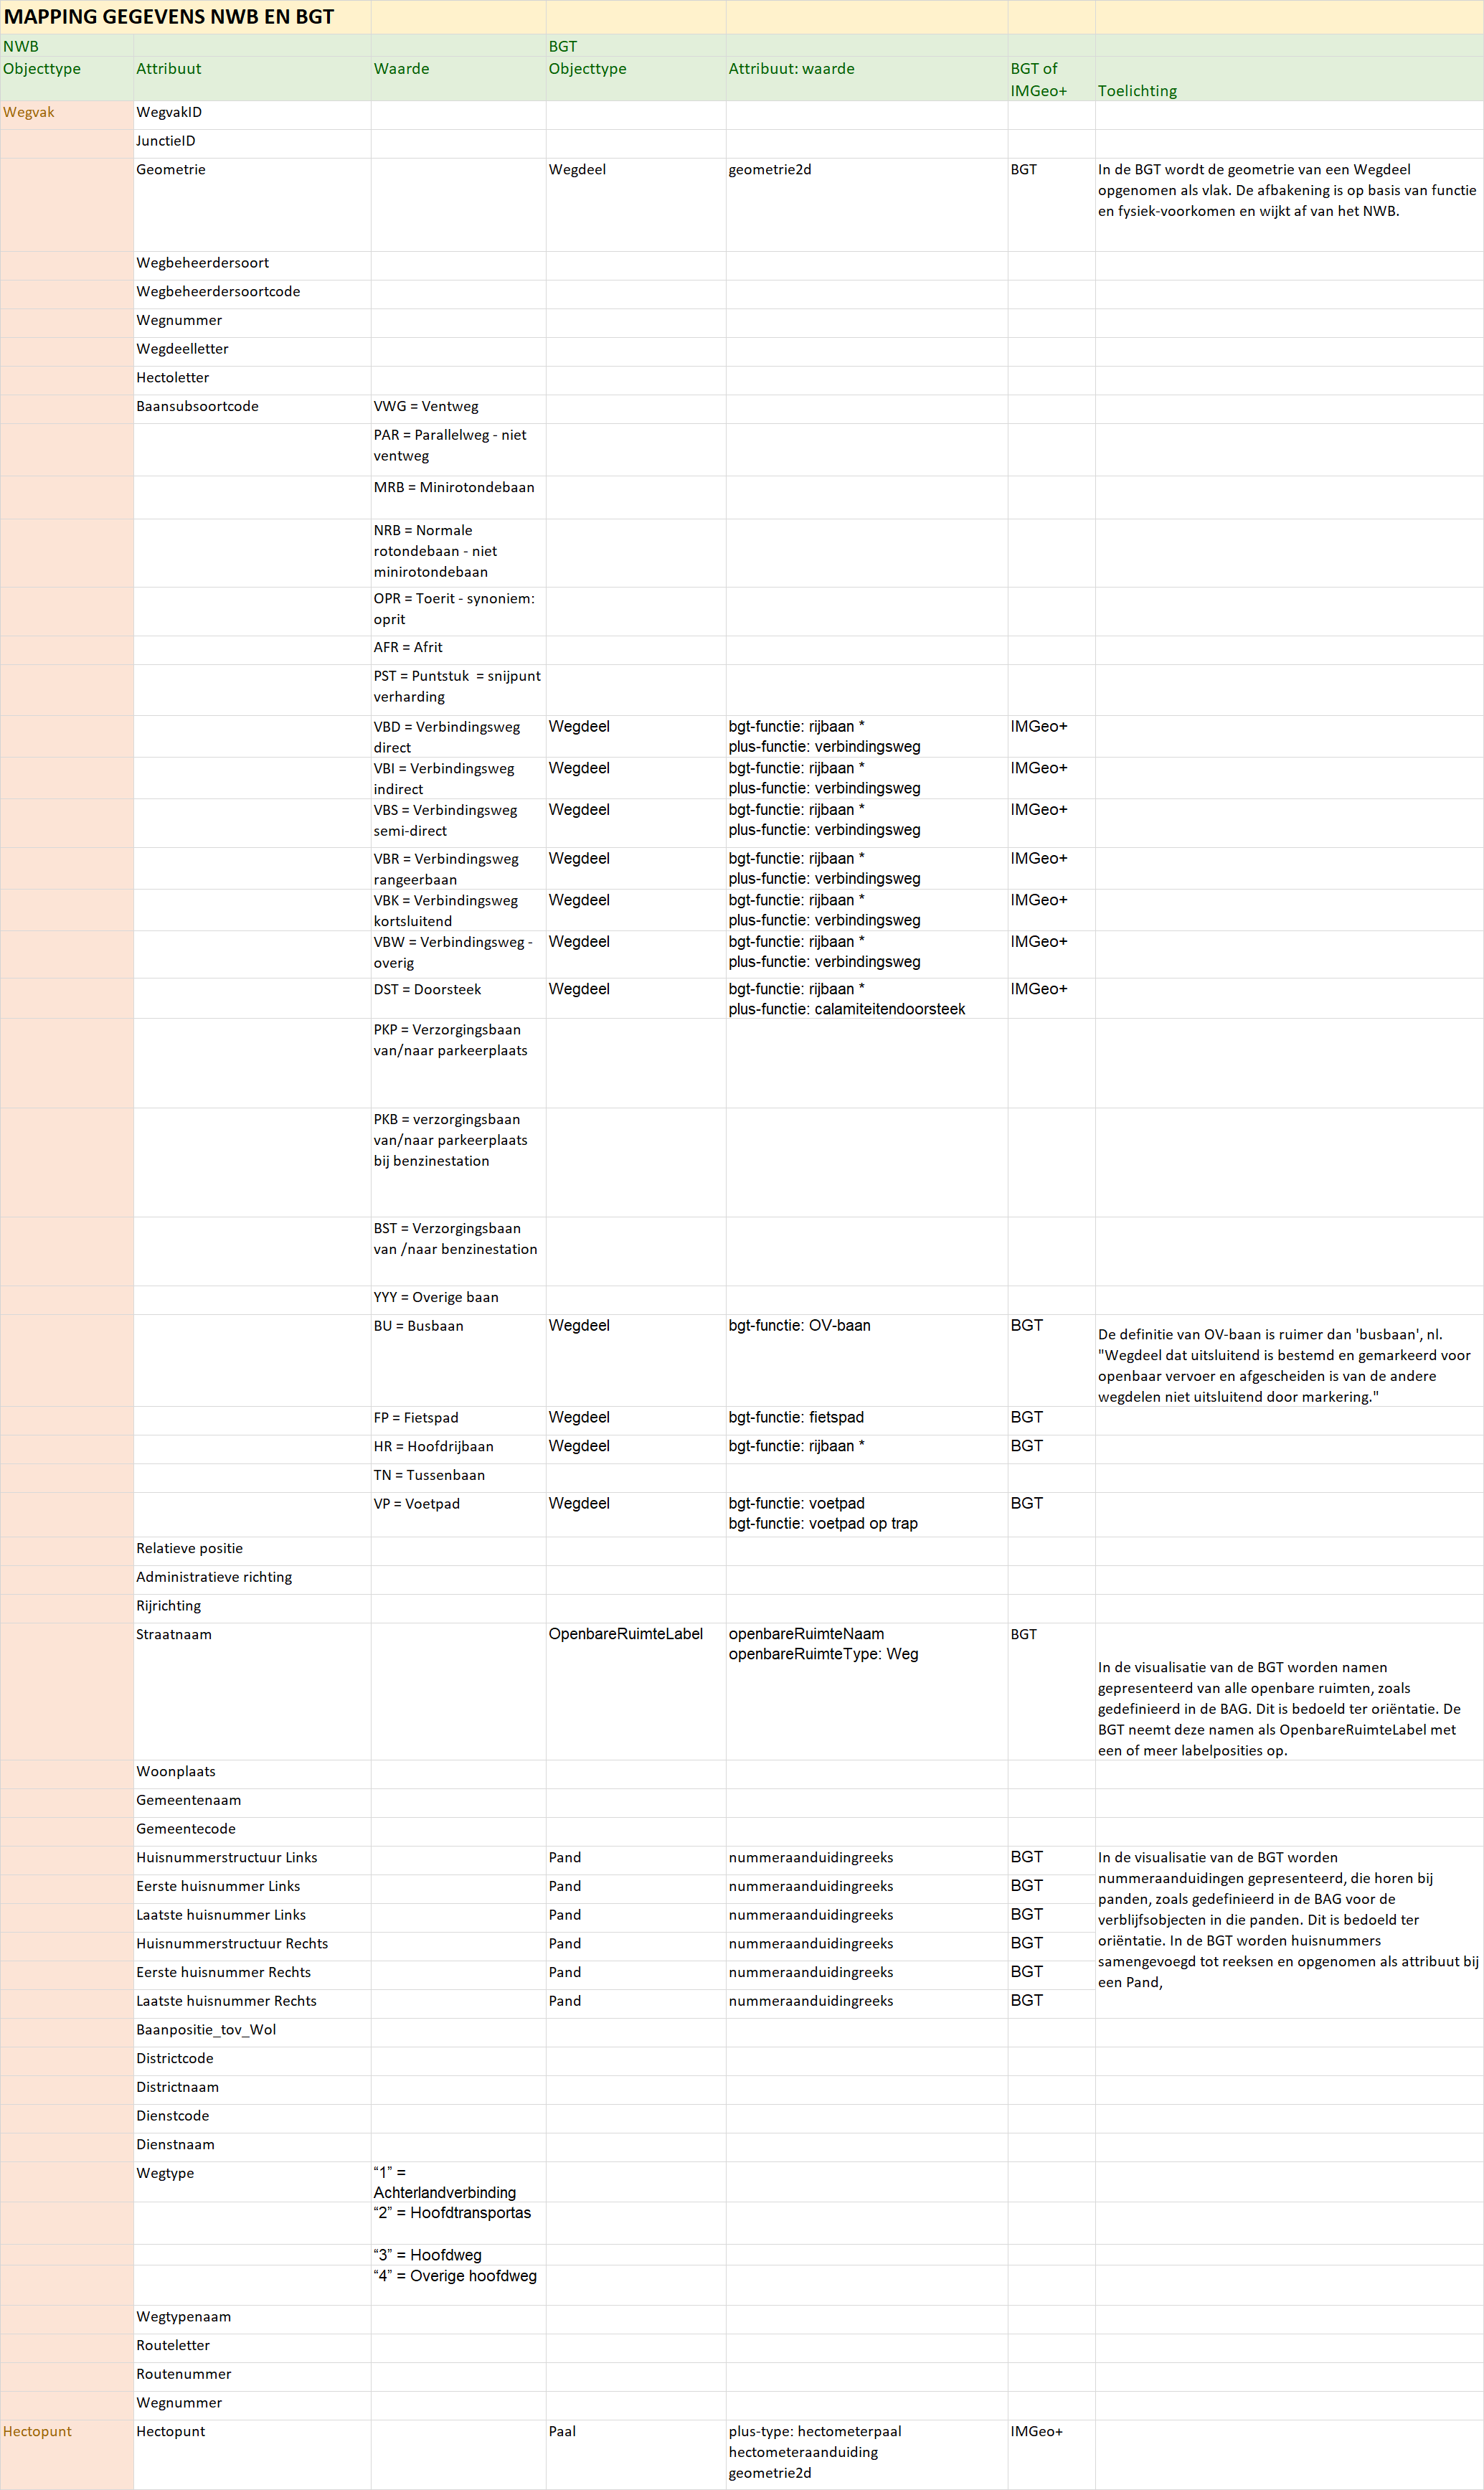 MAPPING GEGEVENS NWB EN BGT
NWB BGT
Objecttype Attribuut Waarde Objecttype Attribuut: waarde BGT of IMGeo+ Toelichting
Wegvak WegvakID
JunctieID
Geometrie Wegdeel geometrie2d BGT In de BGT wordt de geometrie van een Wegdeel
opgenomen als vlak. De afbakening is op basis van functie
en fysiek-voorkomen en wijkt af van het NWB.
Wegbeheerdersoort
Wegbeheerdersoortcode
Wegnummer
Wegdeelletter
Hectoletter
Baansubsoortcode VWG = Ventweg
PAR = Parallelweg - niet
ventweg
MRB = Minirotondebaan
NRB = Normale
rotondebaan - niet
minirotondebaan
OPR = Toerit - synoniem:
oprit
AFR = Afrit
PST = Puntstuk = snijpunt
verharding
VBD = Verbindingsweg Wegdeel bgt-functie: rijbaan * IMGeo+
direct plus-functie: verbindingsweg
VBI = Verbindingsweg Wegdeel bgt-functie: rijbaan * IMGeo+
indirect plus-functie: verbindingsweg
VBS = Verbindingsweg Wegdeel bgt-functie: rijbaan * IMGeo+
semi-direct plus-functie: verbindingsweg
VBR = Verbindingsweg Wegdeel bgt-functie: rijbaan * IMGeo+
rangeerbaan plus-functie: verbindingsweg
VBK = Verbindingsweg Wegdeel bgt-functie: rijbaan * IMGeo+
kortsluitend plus-functie: verbindingsweg
VBW = Verbindingsweg - Wegdeel bgt-functie: rijbaan * IMGeo+
overig plus-functie: verbindingsweg
DST = Doorsteek Wegdeel bgt-functie: rijbaan * IMGeo+
plus-functie: calamiteitendoorsteek
PKP = Verzorgingsbaan
van/naar parkeerplaats
PKB = verzorgingsbaan
van/naar parkeerplaats
bij benzinestation
BST = Verzorgingsbaan
van /naar benzinestation
YYY = Overige baan
BU = Busbaan Wegdeel bgt-functie: OV-baan BGT
De definitie van OV-baan is ruimer dan 'busbaan', nl.
"Wegdeel dat uitsluitend is bestemd en gemarkeerd voor
openbaar vervoer en afgescheiden is van de andere
wegdelen niet uitsluitend door markering."
FP = Fietspad Wegdeel bgt-functie: fietspad BGT
HR = Hoofdrijbaan Wegdeel bgt-functie: rijbaan * BGT
TN = Tussenbaan
VP = Voetpad Wegdeel bgt-functie: voetpad BGT
bgt-functie: voetpad op trap
Relatieve positie
Administratieve richting
Rijrichting
Straatnaam OpenbareRuimteLabel openbareRuimteNaam BGT
openbareRuimteType: Weg
In de visualisatie van de BGT worden namen
gepresenteerd van alle openbare ruimten, zoals
gedefinieerd in de BAG. Dit is bedoeld ter oriëntatie. De
BGT neemt deze namen als OpenbareRuimteLabel met
een of meer labelposities op.
Woonplaats
Gemeentenaam
Gemeentecode
Huisnummerstructuur Links Pand nummeraanduidingreeks BGT
Eerste huisnummer Links Pand nummeraanduidingreeks BGT
Laatste huisnummer Links Pand nummeraanduidingreeks BGT
Huisnummerstructuur Rechts Pand nummeraanduidingreeks BGT
Eerste huisnummer Rechts Pand nummeraanduidingreeks BGT
Laatste huisnummer Rechts Pand nummeraanduidingreeks BGT
In de visualisatie van de BGT worden
nummeraanduidingen gepresenteerd, die horen bij
panden, zoals gedefinieerd in de BAG voor de
verblijfsobjecten in die panden. Dit is bedoeld ter
oriëntatie. In de BGT worden huisnummers
samengevoegd tot reeksen en opgenomen als attribuut bij
een Pand,
Baanpositie_tov_Wol
Districtcode
Districtnaam
Dienstcode
Dienstnaam
Wegtype “1” =
Achterlandverbinding
“2” = Hoofdtransportas
“3” = Hoofdweg
“4” = Overige hoofdweg
Wegtypenaam
Routeletter
Routenummer
Wegnummer
Hectopunt Hectopunt Paal plus-type: hectometerpaal IMGeo+
hectometeraanduiding
geometrie2d